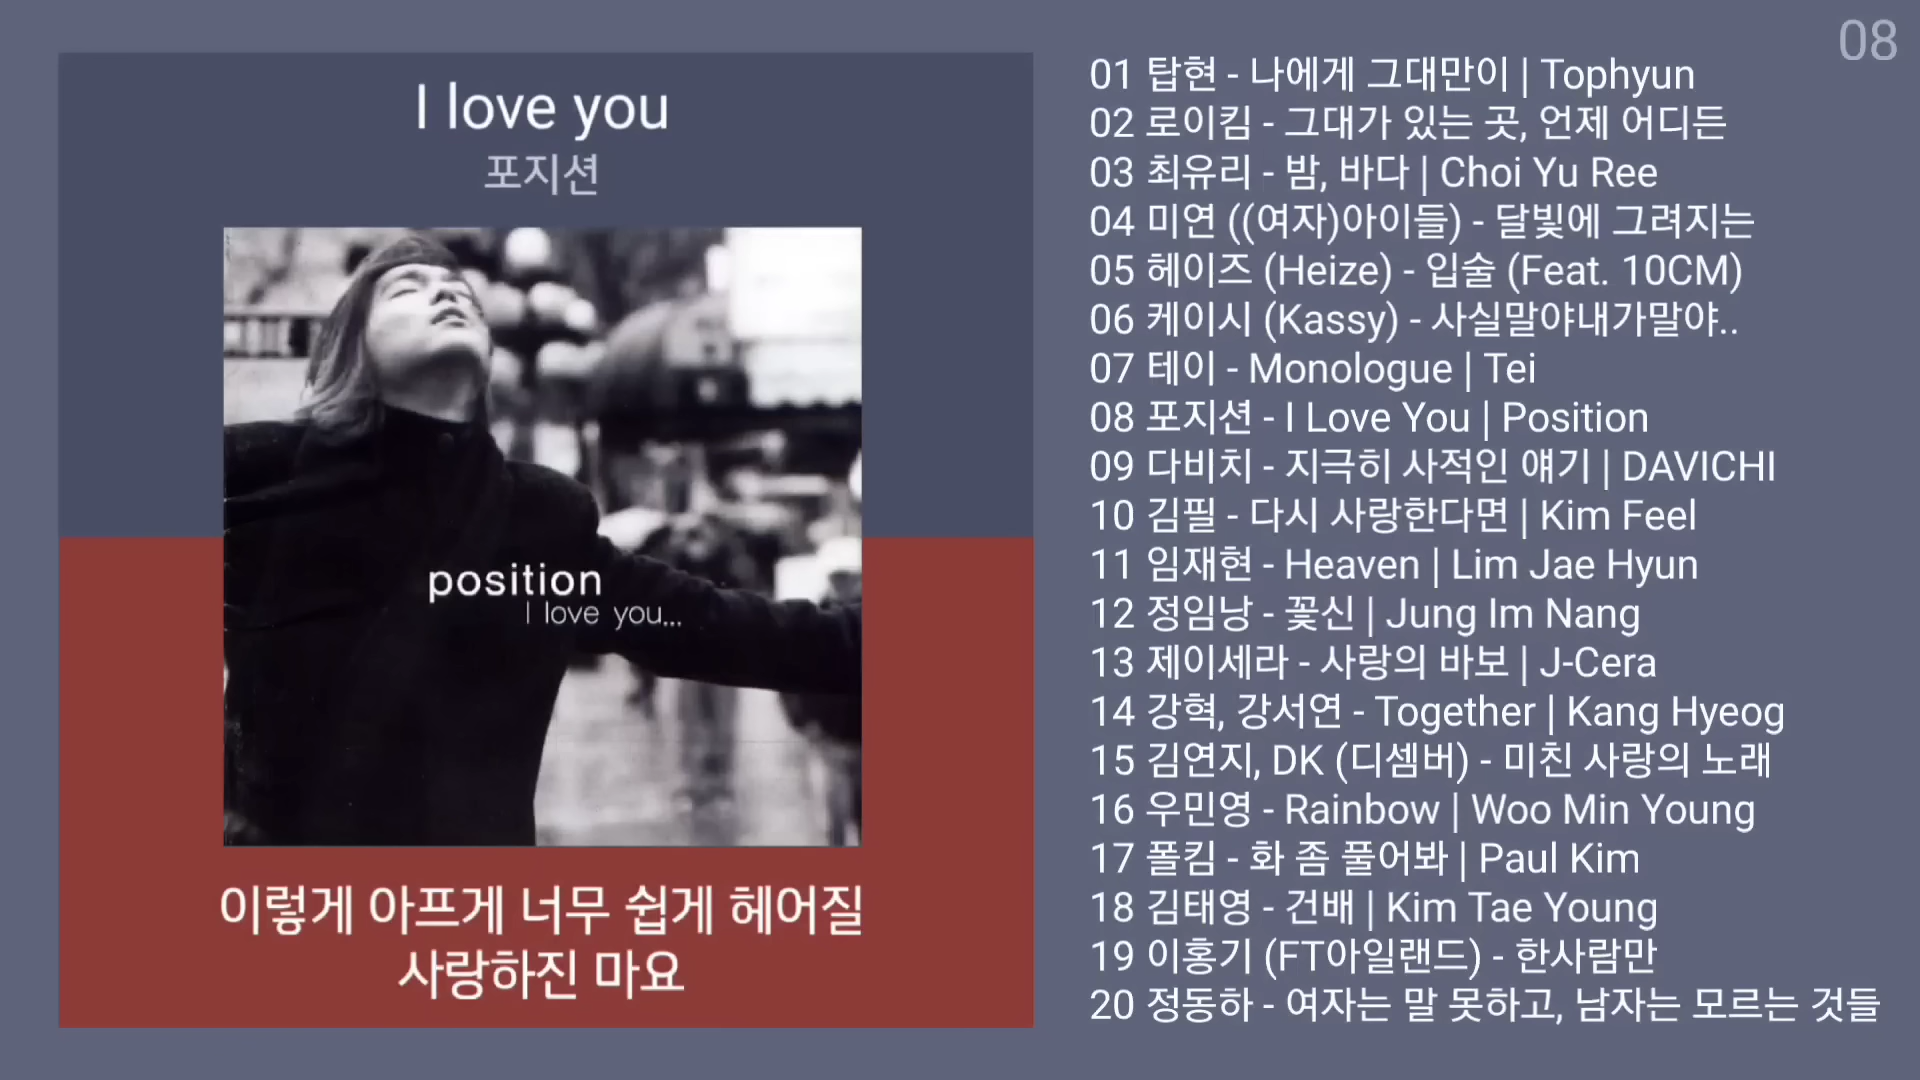 08
I love you
포지션
position
I love you...
이렇게 아프게 너무 쉽게 헤어질
사랑하진 마요
01 탑현 - 나에게 그대만이 | Tophyun
02 로이킴 - 그대가 있는 곳, 언제 어디든
03 최유리 - 밤, 바다 | Choi Yu Ree
04 미연 ((여자)아이들) - 달빛에 그려지는
05 헤이즈 (Heize) - 입술 (Feat. 10CM)
06 케이시 (Kassy) - 사실말야내가말야..
07 테이 - Monologue | Tei
08 포지션 - I Love You | Position
09 다비치 - 지극히 사적인 얘기 | DAVICHI
10 김필 - 다시 사랑한다면 | Kim Feel
11 임재현 - Heaven | Lim Jae Hyun
12 정임낭 - 꽃신 | Jung Im Nang
13 제이세라 - 사랑의 바보 | J-Cera
14 강혁, 강서연 - Together | Kang Hyeog
15 김연지, DK (디셈버) - 미친 사랑의 노래
16 우민영 - Rainbow | Woo Min Young
17 폴킴 - 화 좀 풀어봐 | Paul Kim
18 김태영 - 건배 | Kim Tae Young
19 이홍기 (FT아일랜드) - 한사람만
20 정동하 - 여자는 말 못하고, 남자는 모르는 것들